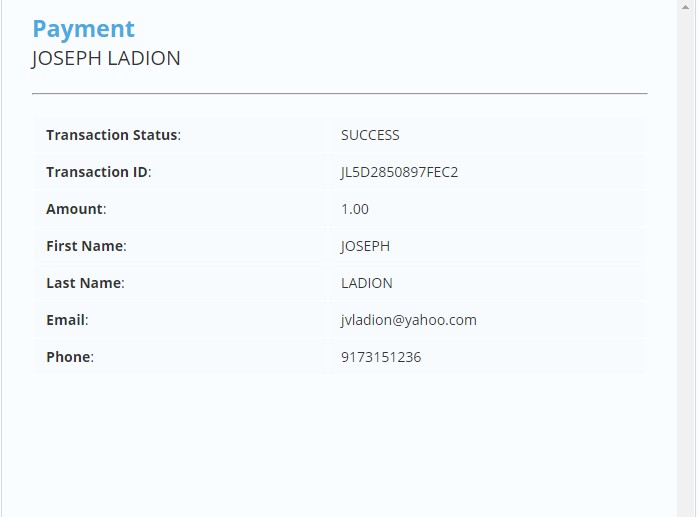 Payment
JOSEPH LADION
Transaction Status: SUCCESS
Transaction ID: JL5D2850897FEC2
Amount: 1.00
First Name: JOSEPH
Last Name: LADION
Email: jvladion@yahoo.com
Phone: 9173151236